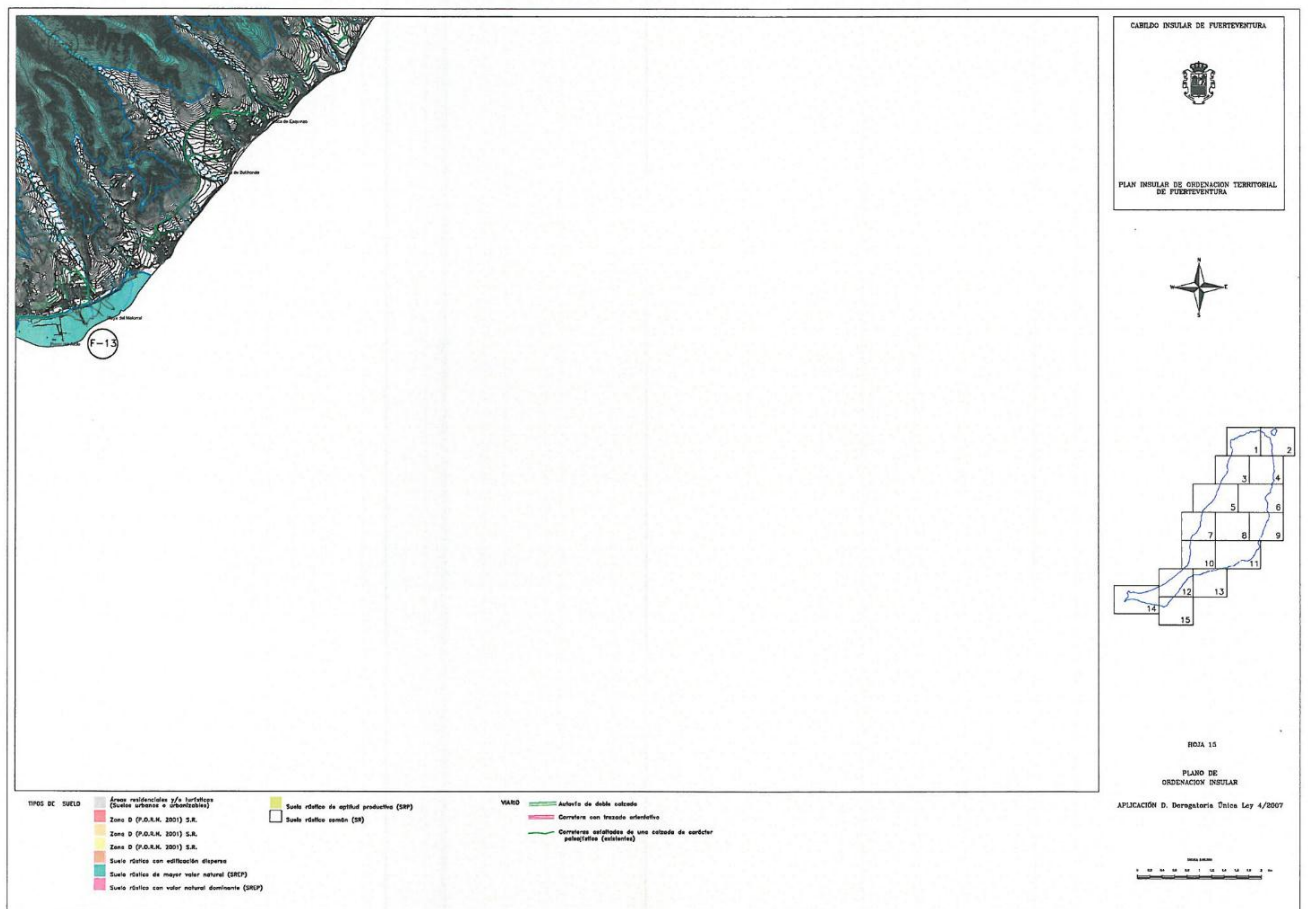 CABILDO INSULAR DE FUERTEVENTURA
PLAN INSULAR DE ORDENACION TERRITORIAL
DE FUERTEVENTURA
F-13
N
W
E
S
1
2
3
4
5
6
7
8
9
10
11
12
13
14
15
HOJA 15
PLANO DE
ORDENACION INSULAR
APLICACIÓN D. Derogatoria Única Ley 4/2007
TIPOS DE SUELO
Áreas residenciales y/o turísticas
(Suelos urbanos o urbanizables)
Zona D (P.O.R.N. 2001) S.R.
Zona D (P.O.R.N. 2001) S.R.
Zona D (P.O.R.N. 2001) S.R.
Suelo rústico con edificación dispersa
Suelo rústico de mayor valor natural (SREP)
Suelo rústico con valor natural dominante (SREP)
Suelo rústico de aptitud productiva (SRP)
Suelo rústico común (SR)
VIARIO
Autovía de doble calzada
Carretera con trazado orientativo
Carreteras asfaltadas de una calzada de carácter
paisajístico (existentes)